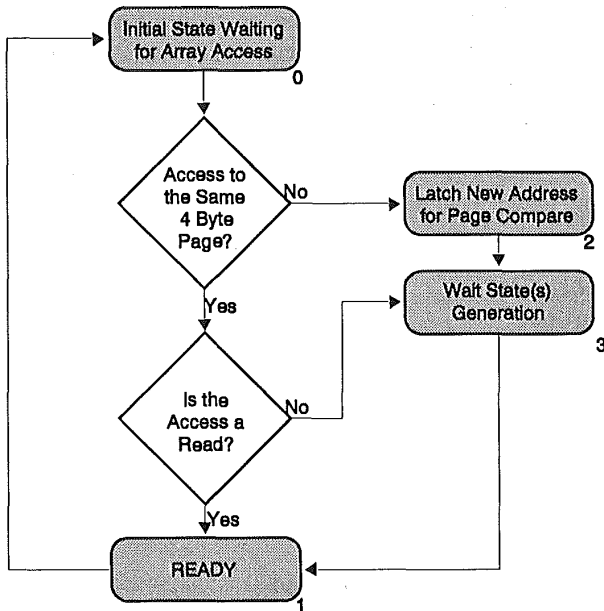 Initial State Waiting
for Array Access
0
Access to
the Same
4 Byte
Page?
No
Latch New Address
for Page Compare
2
Yes
Wait State(s)
Generation
3
Is the
Access a
Read?
No
Yes
READY
1